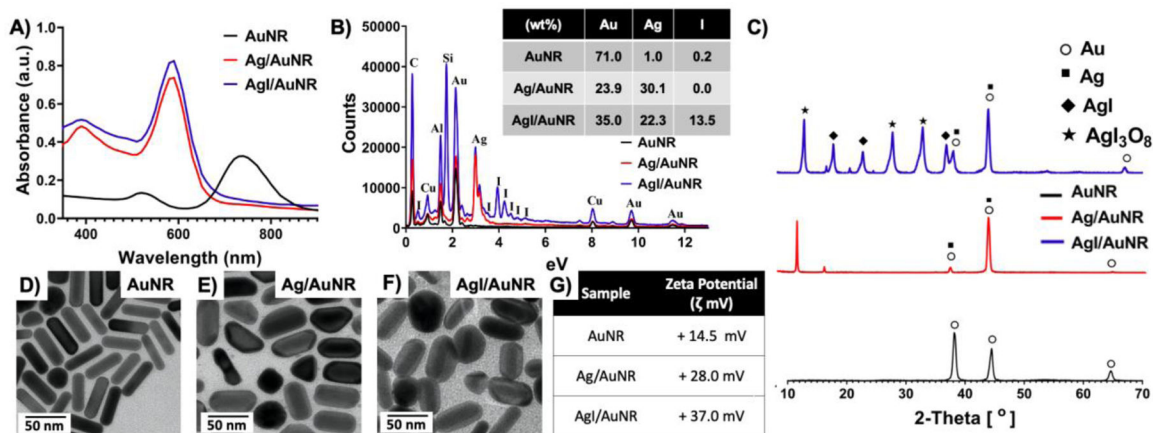 A)
AuNR
Ag/AuNR
AgI/AuNR
Absorbance (a.u.)
1.0
0.8
0.6
0.4
0.2
0.0
400 600 800
Wavelength (nm)
B)
(wt%) Au Ag I
AuNR 71.0 1.0 0.2
Ag/AuNR 23.9 30.1 0.0
AgI/AuNR 35.0 22.3 13.5
AuNR
Ag/AuNR
AgI/AuNR
Counts
50000
40000
30000
20000
10000
0
C
Si
Au
Al
Ag
Cu
I
I
I
I
I
I
I
I
Cu
Au
Au
0 2 4 6 8 10 12
eV
C)
Au
Ag
AgI
AgI₃O₈
AuNR
Ag/AuNR
AgI/AuNR
10 20 30 40 50 60 70
2-Theta [ ° ]
D) AuNR
50 nm
E) Ag/AuNR
50 nm
F) AgI/AuNR
50 nm
G)
Sample Zeta Potential
(ζ mV)
AuNR + 14.5 mV
Ag/AuNR + 28.0 mV
AgI/AuNR + 37.0 mV